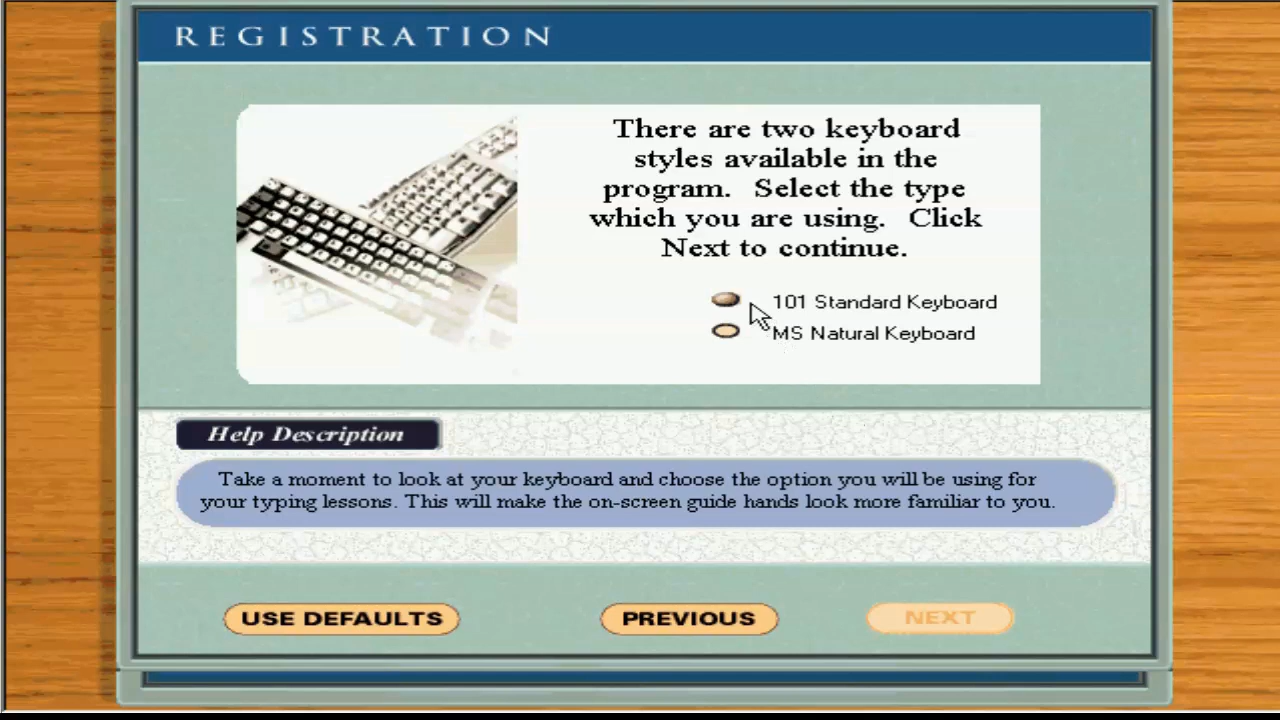 REGISTRATION
There are two keyboard
styles available in the
program. Select the type
which you are using. Click
Next to continue.
101 Standard Keyboard
MS Natural Keyboard
Help Description
Take a moment to look at your keyboard and choose the option you will be using for
your typing lessons. This will make the on-screen guide hands look more familiar to you.
USE DEFAULTS
PREVIOUS
NEXT